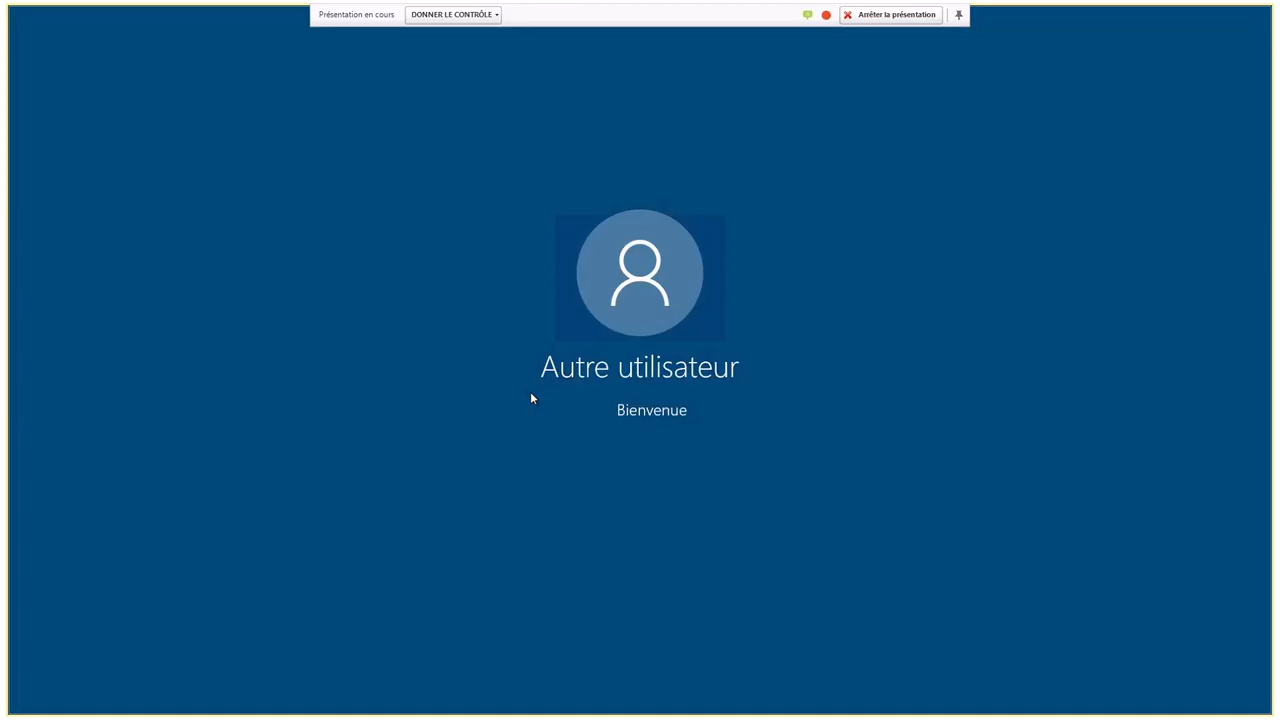 Présentation en cours DONNER LE CONTRÔLE Arrêter la présentation
Autre utilisateur
Bienvenue